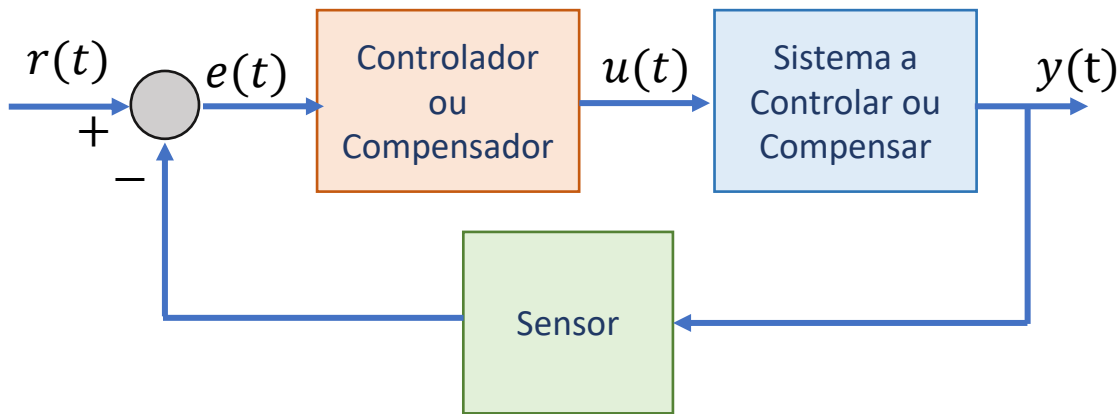 r(t)
+
−
e(t)
Controlador
ou
Compensador
u(t)
Sistema a
Controlar ou
Compensar
y(t)
Sensor